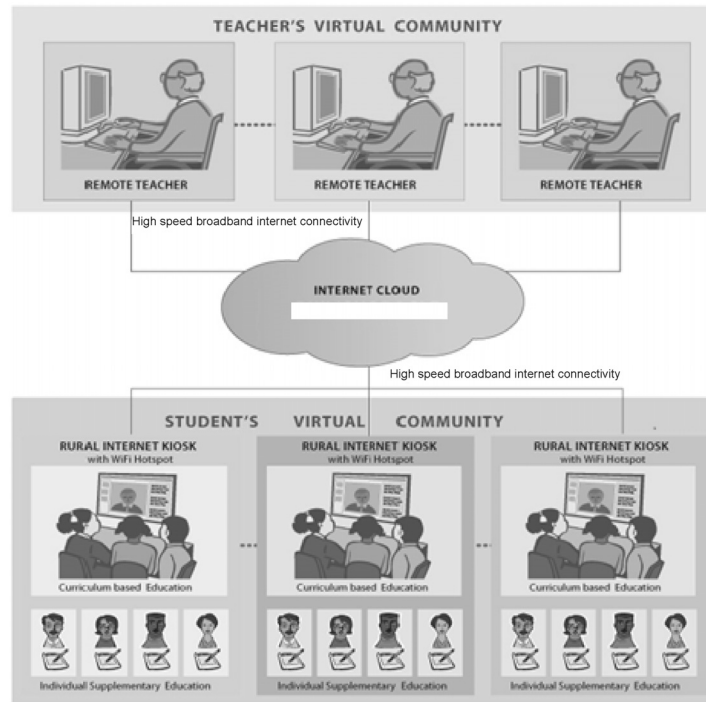 TEACHER'S VIRTUAL COMMUNITY
REMOTE TEACHER
REMOTE TEACHER
REMOTE TEACHER
High speed broadband internet connectivity
INTERNET CLOUD
High speed broadband internet connectivity
STUDENT'S VIRTUAL COMMUNITY
RURAL INTERNET KIOSK
with WiFi Hotspot
Curriculum based Education
Individual Supplementary Education
RURAL INTERNET KIOSK
with WiFi Hotspot
Curriculum based Education
Individual Supplementary Education
RURAL INTERNET KIOSK
with WiFi Hotspot
Curriculum based Education
Individual Supplementary Education